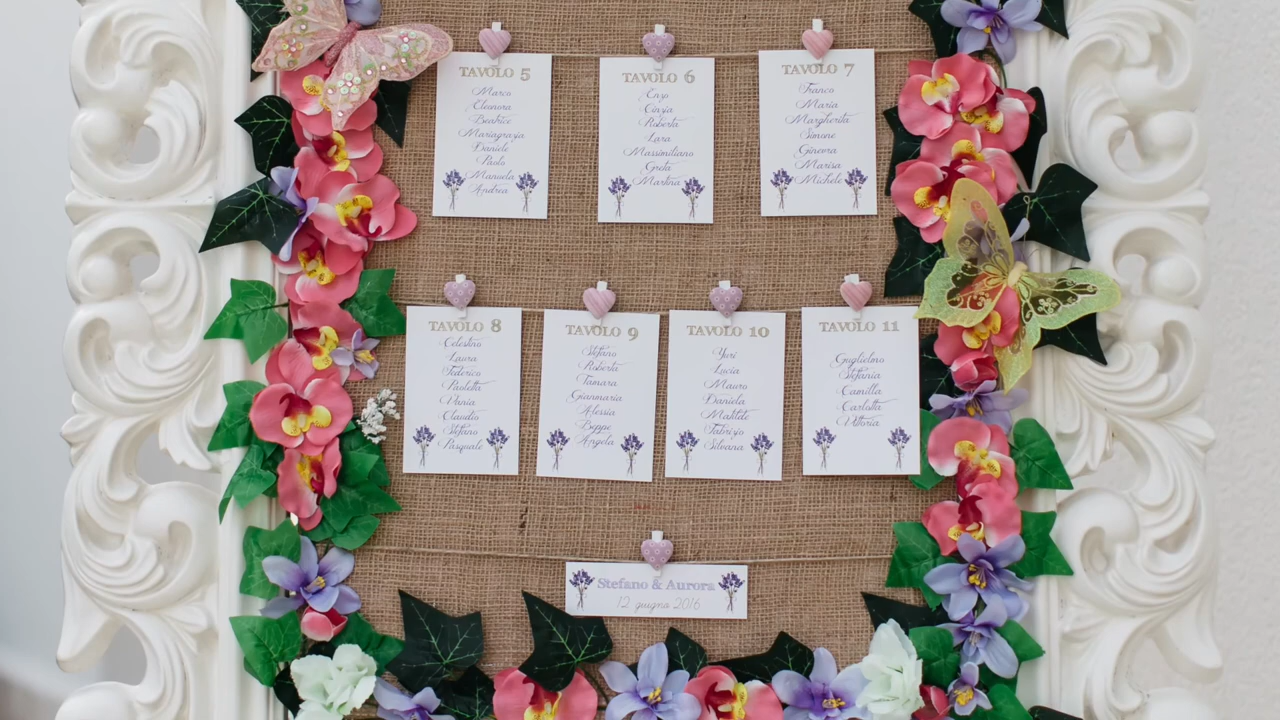 TAVOLO 5
Marco
Eleonora
Beatrice
Mariagrazia
Daniele
Paolo
Manuela
Andrea
TAVOLO 6
Enzo
Cinzia
Roberta
Lara
Massimiliano
Greta
Martina
TAVOLO 7
Franco
Maria
Margherita
Simone
Ginevra
Marisa
Michele
TAVOLO 8
Celestino
Laura
Federico
Paoletta
Vania
Claudio
Stefano
Pasquale
TAVOLO 9
Stefano
Roberta
Tamara
Gianmaria
Alessia
Beppe
Angela
TAVOLO 10
Yuri
Lucia
Mauro
Daniela
Matilde
Fabrizio
Silvana
TAVOLO 11
Guglielmo
Stefania
Camilla
Carlotta
Vittoria
Stefano & Aurora
12 giugno 2016